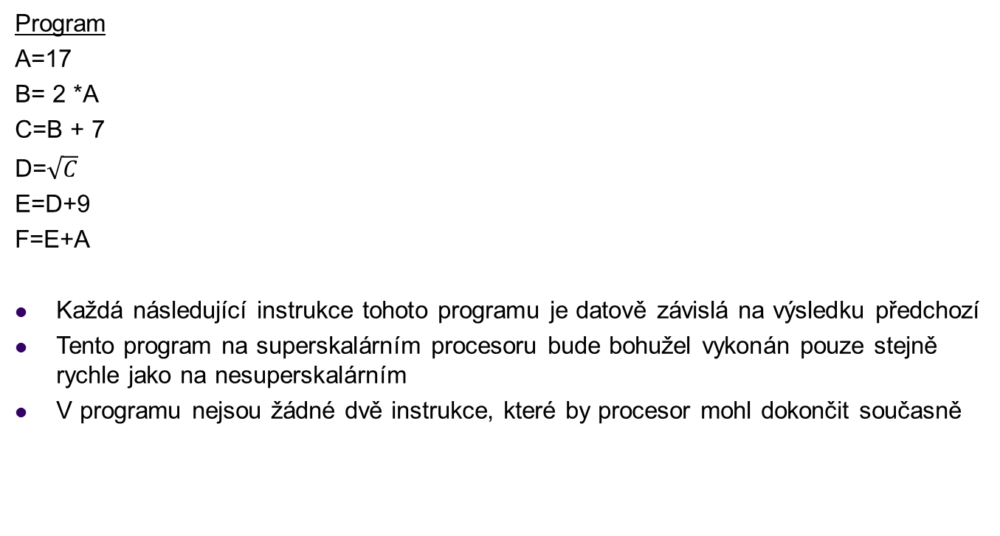 Program
A=17
B= 2 *A
C=B + 7
D=√C
E=D+9
F=E+A
● Každá následující instrukce tohoto programu je datově závislá na výsledku předchozí
● Tento program na superskalárním procesoru bude bohužel vykonán pouze stejně
rychle jako na nesuperskalárním
● V programu nejsou žádné dvě instrukce, které by procesor mohl dokončit současně